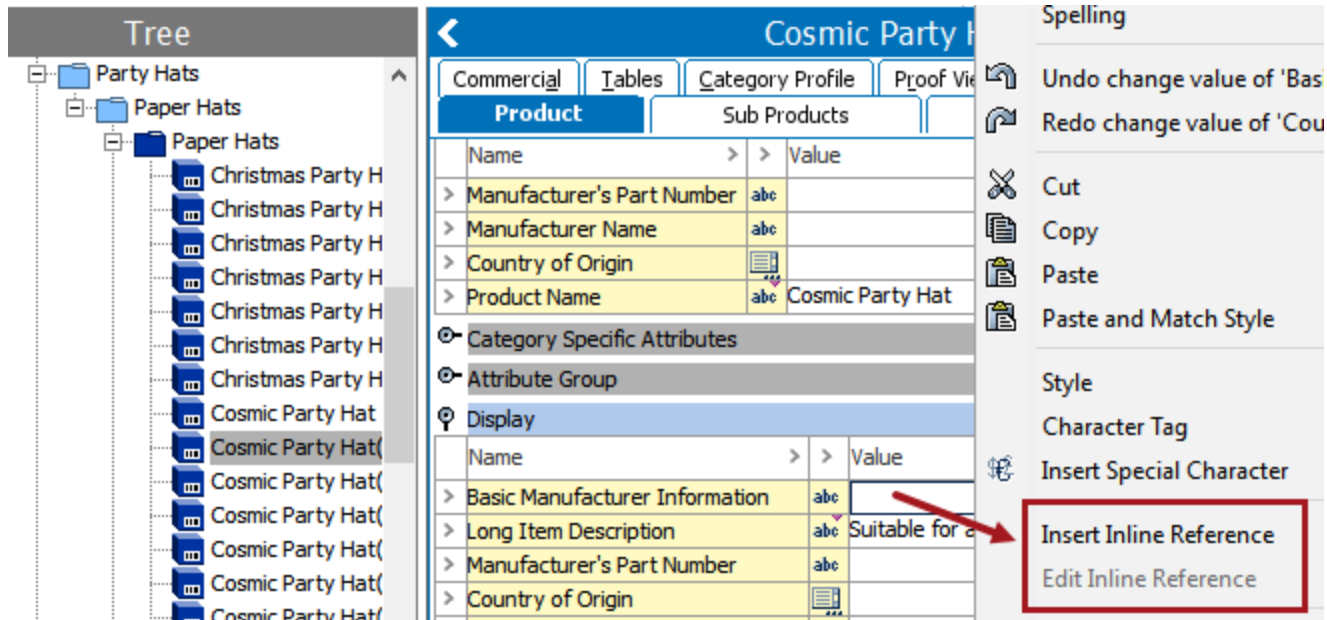 Tree
Party Hats
Paper Hats
Paper Hats
Christmas Party H
Christmas Party H
Christmas Party H
Christmas Party H
Christmas Party H
Christmas Party H
Christmas Party H
Cosmic Party Hat
Cosmic Party Hat(
Cosmic Party Hat(
Cosmic Party Hat(
Cosmic Party Hat(
Cosmic Party Hat(
Cosmic Party Hat(
Cosmic Party H
Commercial Tables Category Profile Proof Vie
Product Sub Products
Name > > Value
> Manufacturer's Part Number abc
> Manufacturer Name abc
> Country of Origin
> Product Name abc Cosmic Party Hat
Category Specific Attributes
Attribute Group
Display
Name > > Value
> Basic Manufacturer Information abc
> Long Item Description abc Suitable for a
> Manufacturer's Part Number abc
> Country of Origin
Spelling
Undo change value of 'Bas
Redo change value of 'Cou
Cut
Copy
Paste
Paste and Match Style
Style
Character Tag
Insert Special Character
Insert Inline Reference
Edit Inline Reference